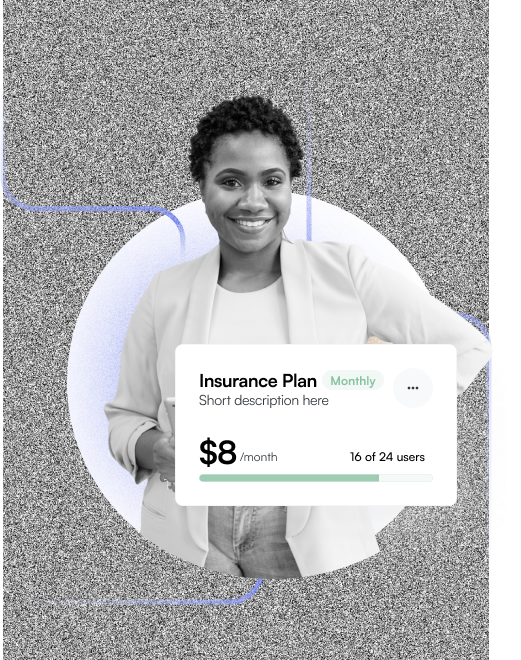 Insurance Plan Monthly
Short description here
$8 /month 16 of 24 users